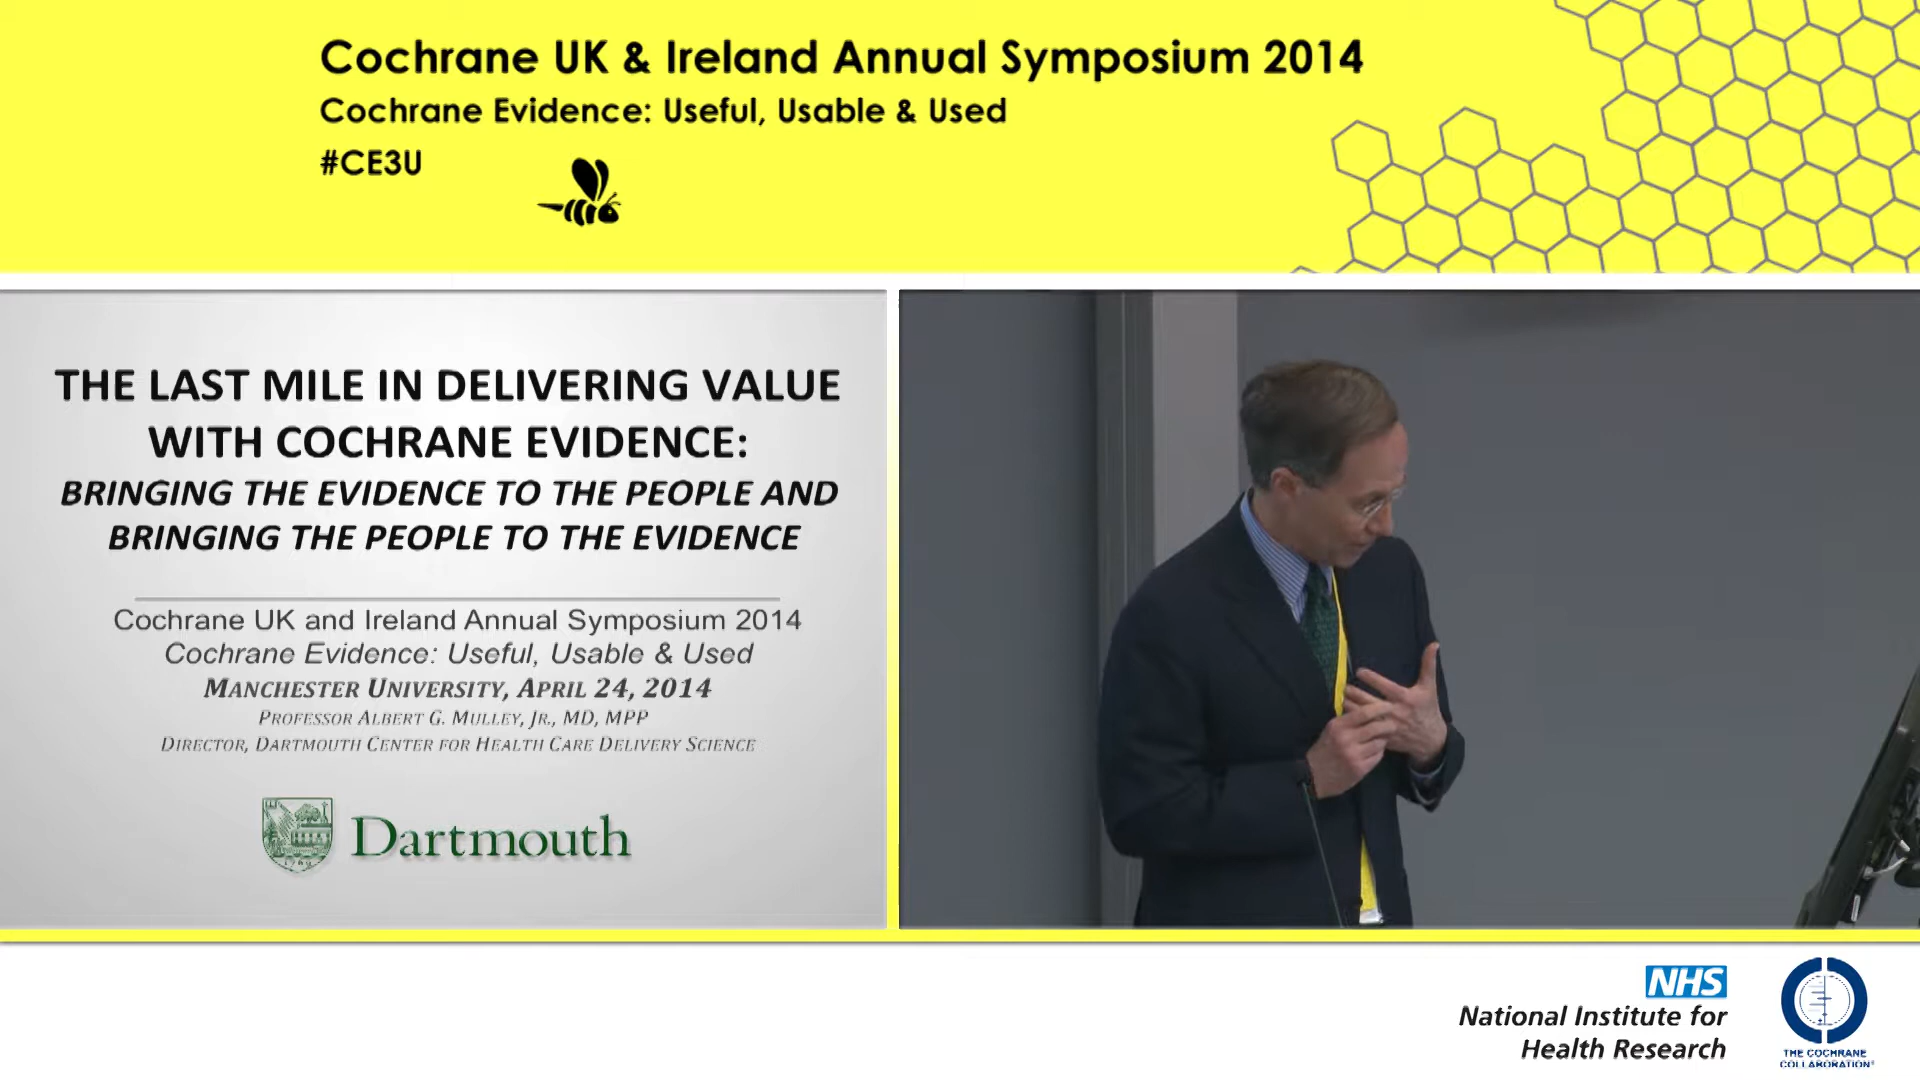 Cochrane UK & Ireland Annual Symposium 2014
Cochrane Evidence: Useful, Usable & Used
#CE3U
THE LAST MILE IN DELIVERING VALUE
WITH COCHRANE EVIDENCE:
BRINGING THE EVIDENCE TO THE PEOPLE AND
BRINGING THE PEOPLE TO THE EVIDENCE
Cochrane UK and Ireland Annual Symposium 2014
Cochrane Evidence: Useful, Usable & Used
MANCHESTER UNIVERSITY, APRIL 24, 2014
PROFESSOR ALBERT G. MULLEY, JR., MD, MPP
DIRECTOR, DARTMOUTH CENTER FOR HEALTH CARE DELIVERY SCIENCE
Dartmouth
NHS
National Institute for
Health Research
THE COCHRANE
COLLABORATION®